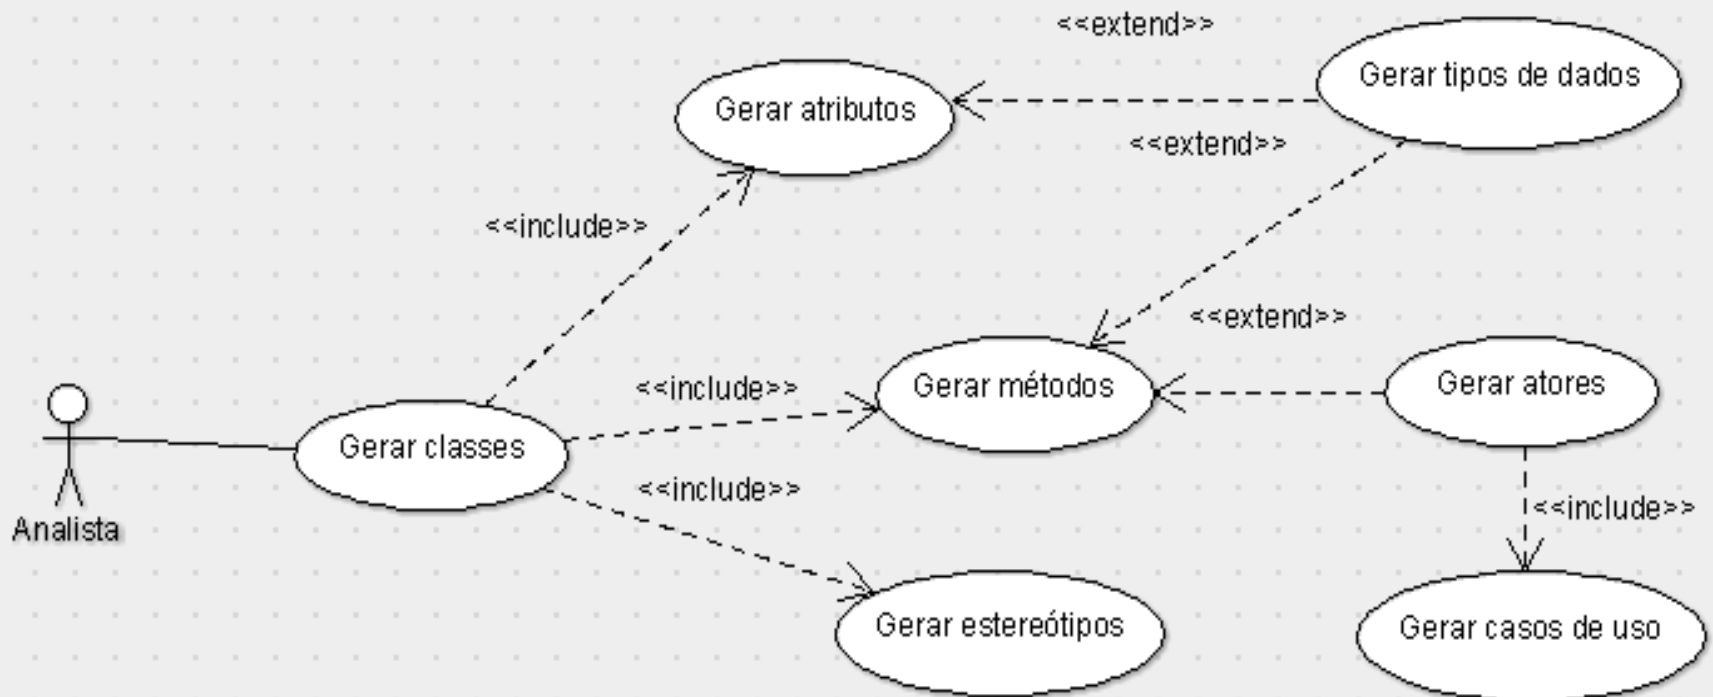 <<extend>>
Gerar tipos de dados
Gerar atributos
<<extend>>
<<include>>
<<extend>>
Gerar métodos
Gerar atores
<<include>>
Gerar classes
<<include>>
<<include>>
Analista
Gerar estereótipos
Gerar casos de uso